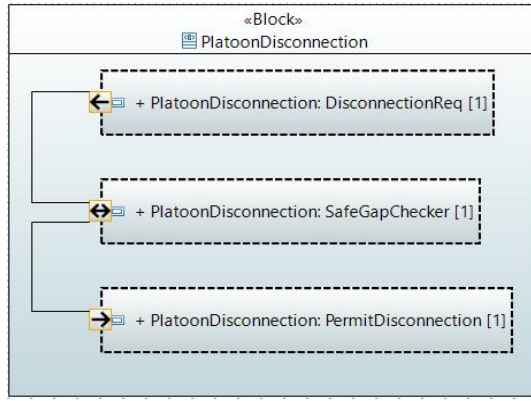 «Block»
PlatoonDisconnection
+ PlatoonDisconnection: DisconnectionReq [1]
+ PlatoonDisconnection: SafeGapChecker [1]
+ PlatoonDisconnection: PermitDisconnection [1]